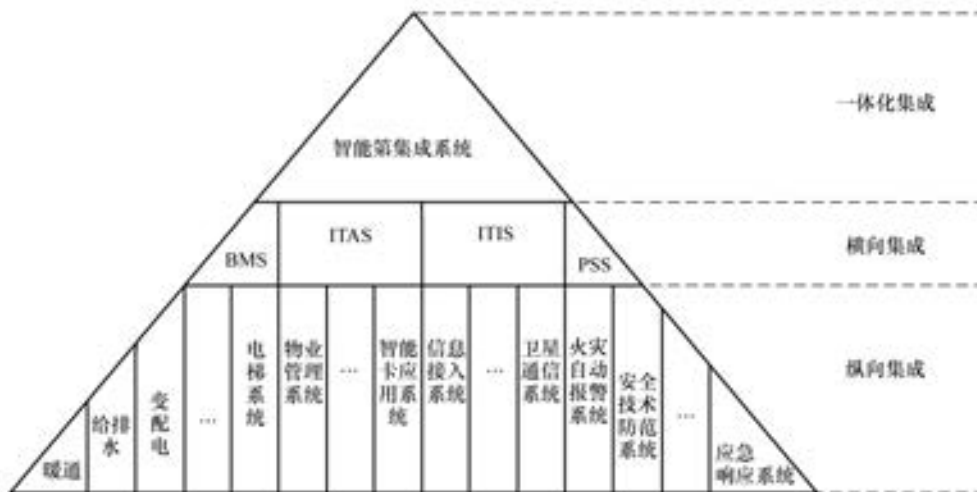 一体化集成
智能第集成系统
BMS
ITAS
ITIS
PSS
横向集成
暖通
给排
水
变
配
电
...
电
梯
系
统
物业
管理
系统
...
智能
卡应
用系
统
信息
接入
系统
...
卫星
通信
系统
火灾
自动
报警
系统
安全
技术
防范
系统
...
应急
响应系统
纵向集成